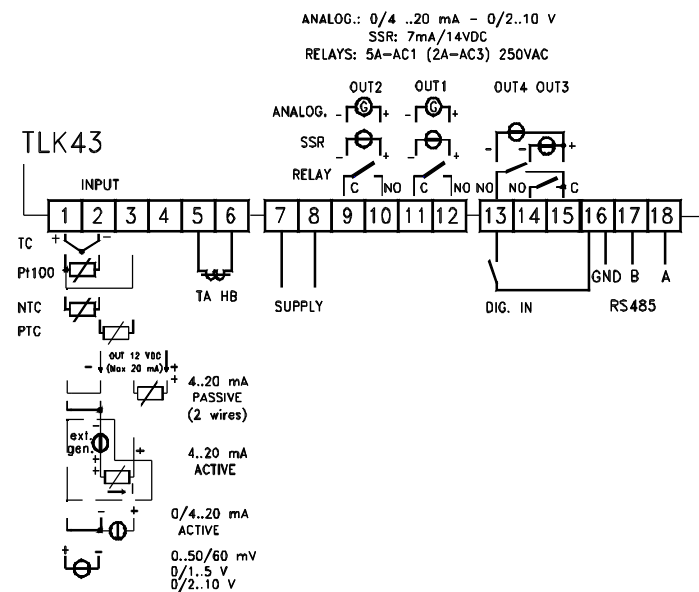 ANALOG.: 0/4 ..20 mA - 0/2..10 V
SSR: 7mA/14VDC
RELAYS: 5A-AC1 (2A-AC3) 250VAC
OUT2 OUT1 OUT4 OUT3
ANALOG. - G + - G +
TLK43
SSR - + - + - - +
RELAY
INPUT C NO C NO NO NO C
1 2 3 4 5 6 7 8 9 10 11 12 13 14 15 16 17 18
TC + -
Pt100
TA HB SUPPLY DIG. IN GND B A
RS485
NTC
PTC
OUT 12 VDC
- (Max 20 mA) +
+
4..20 mA
PASSIVE
(2 wires)
-
ext.
gen.
+
+
+
4..20 mA
ACTIVE
- +
0/4..20 mA
ACTIVE
+ -
0..50/60 mV
0/1..5 V
0/2..10 V